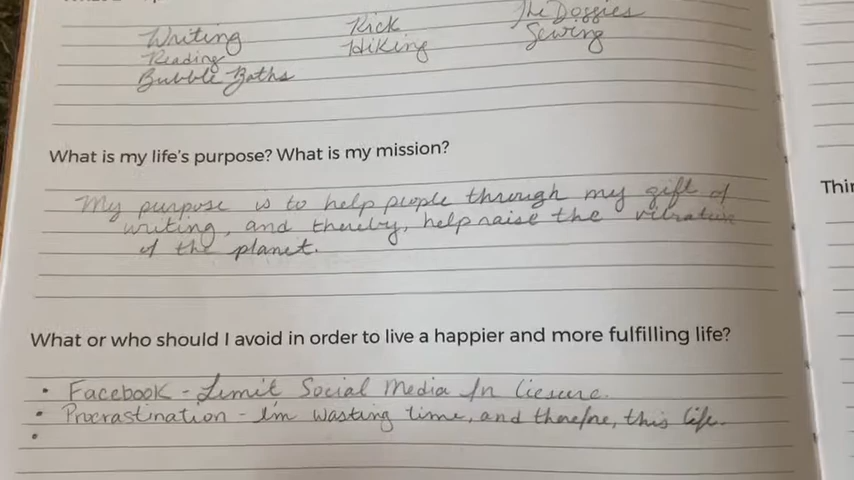 Writing Rick The Doggies
Reading Hiking Sewing
Bubble Baths
What is my life's purpose? What is my mission?
My purpose is to help people through my gift of
writing, and thereby, help raise the vibration
of the planet.
Thi
What or who should I avoid in order to live a happier and more fulfilling life?
• Facebook - Limit Social Media In Liesure.
• Procrastination - I'm wasting time, and therefore, this life.
•